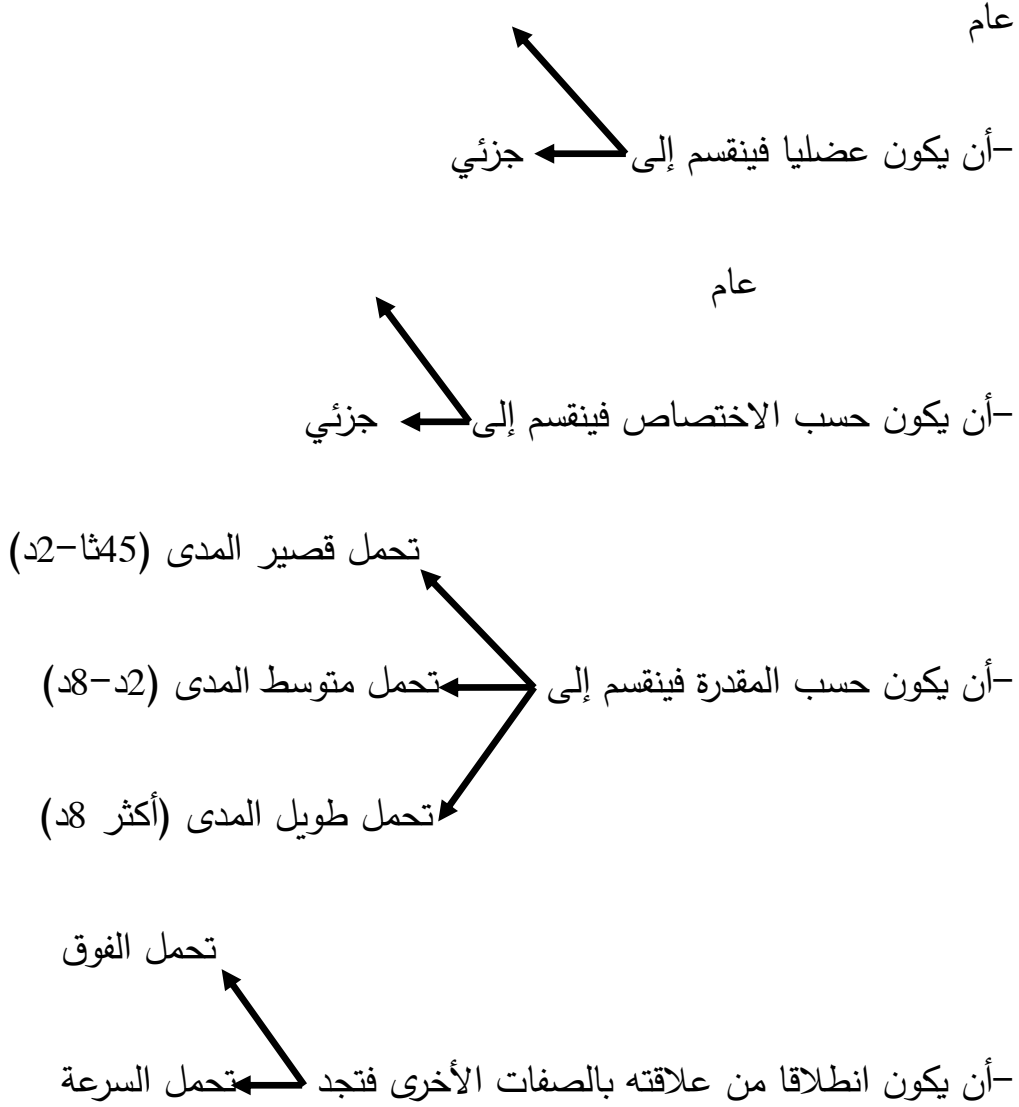 عام
-أن يكون عضليا فينقسم إلى جزئي
عام
-أن يكون حسب الاختصاص فينقسم إلى جزئي
تحمل قصير المدى (45ثا-2د)
-أن يكون حسب المقدرة فينقسم إلى تحمل متوسط المدى (2د-8د)
تحمل طويل المدى (أكثر 8د)
تحمل الفوق
-أن يكون انطلاقا من علاقته بالصفات الأخرى فتجد تحمل السرعة